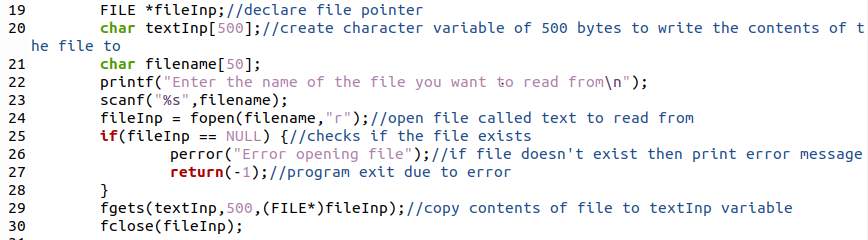 19 FILE *fileInp;//declare file pointer
20 char textInp[500];//create character variable of 500 bytes to write the contents of t
he file to
21 char filename[50];
22 printf("Enter the name of the file you want to read from\n");
23 scanf("%s",filename);
24 fileInp = fopen(filename,"r");//open file called text to read from
25 if(fileInp == NULL) {//checks if the file exists
26 perror("Error opening file");//if file doesn't exist then print error message
27 return(-1);//program exit due to error
28 }
29 fgets(textInp,500,(FILE*)fileInp);//copy contents of file to textInp variable
30 fclose(fileInp);